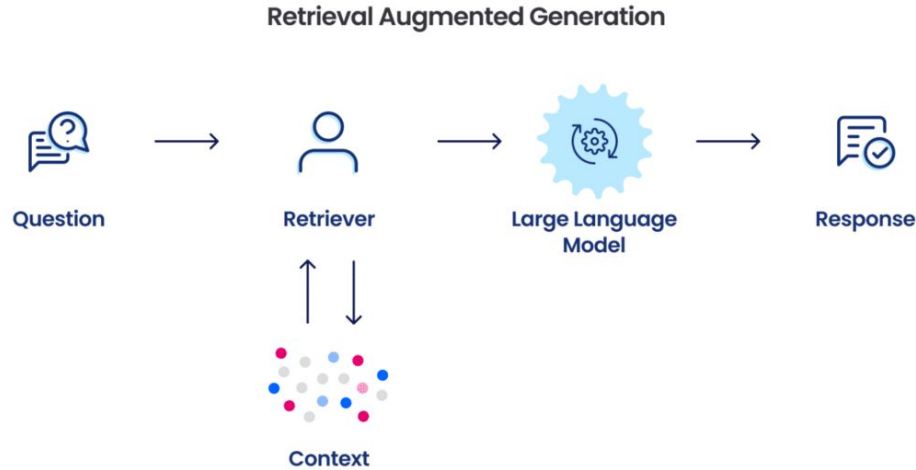 Retrieval Augmented Generation
?
Question
Retriever
Large Language
Model
Response
Context